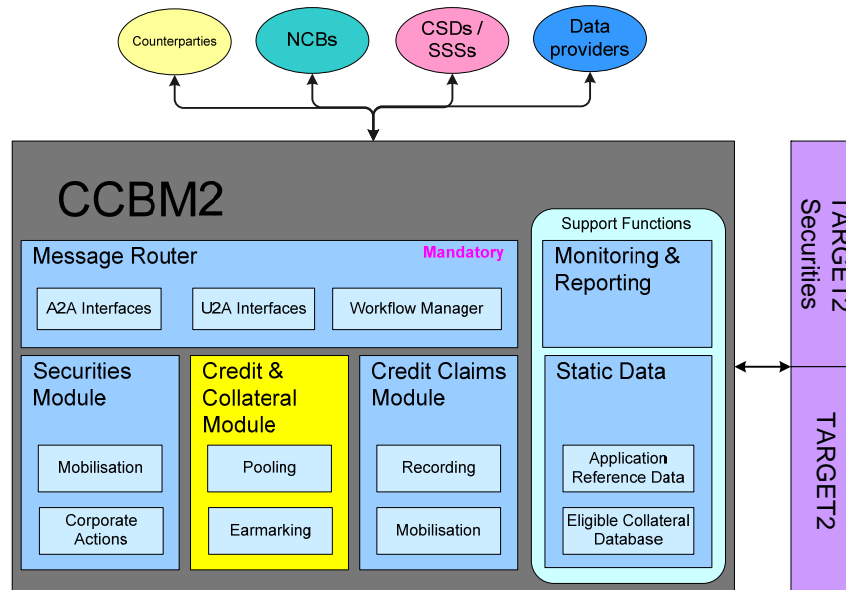 Counterparties
NCBs
CSDs /
SSSs
Data
providers
CCBM2
Support Functions
Message Router
Mandatory
A2A Interfaces
U2A Interfaces
Workflow Manager
Monitoring &
Reporting
Securities
Module
Mobilisation
Corporate
Actions
Credit &
Collateral
Module
Pooling
Earmarking
Credit Claims
Module
Recording
Mobilisation
Static Data
Application
Reference Data
Eligible Collateral
Database
TARGET2
Securities
TARGET2